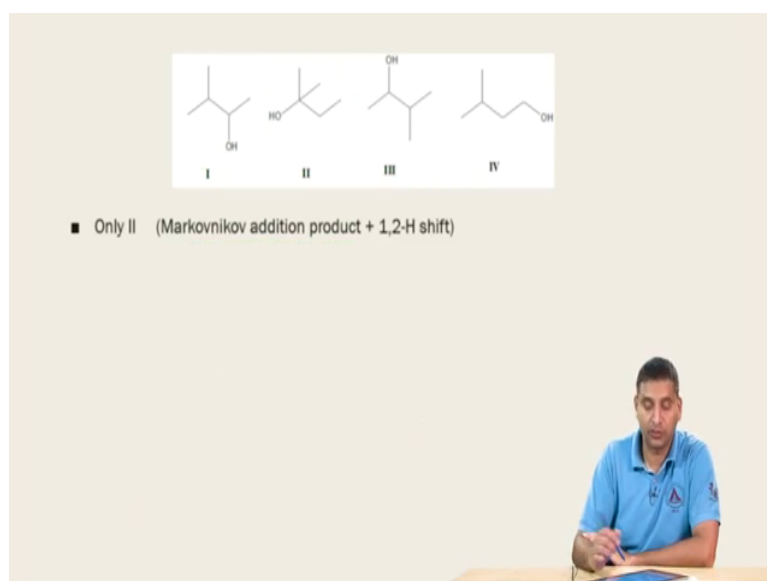 OH
HO
OH
OH
I
II
III
IV
Only II (Markovnikov addition product + 1,2-H shift)